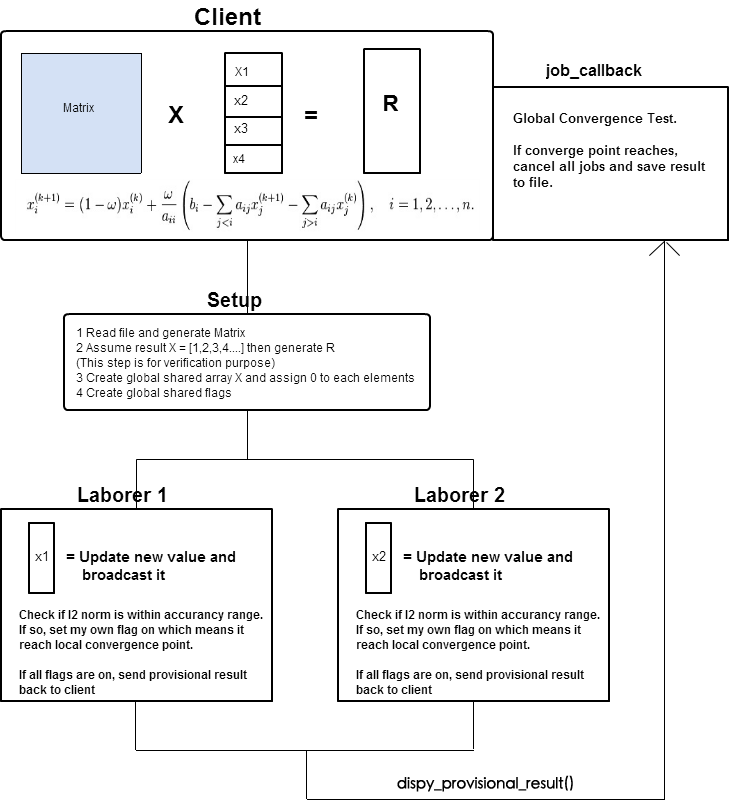 Client
job_callback
Matrix
X
X1
x2
x3
x4
=
R
x_i^{(k+1)} = (1 − ω)x_i^{(k)} + \frac{ω}{a_{ii}} \left( b_i − \sum_{j<i} a_{ij}x_j^{(k+1)} − \sum_{j>i} a_{ij}x_j^{(k)} \right), i = 1, 2, . . . , n.
Global Convergence Test.
If converge point reaches,
cancel all jobs and save result
to file.
Setup
1 Read file and generate Matrix
2 Assume result X = [1,2,3,4....] then generate R
(This step is for verification purpose)
3 Create global shared array X and assign 0 to each elements
4 Create global shared flags
Laborer 1
x1
= Update new value and
broadcast it
Check if l2 norm is within accurancy range.
If so, set my own flag on which means it
reach local convergence point.
If all flags are on, send provisional result
back to client
Laborer 2
x2
= Update new value and
broadcast it
Check if l2 norm is within accurancy range.
If so, set my own flag on which means it
reach local convergence point.
If all flags are on, send provisional result
back to client
dispy_provisional_result()